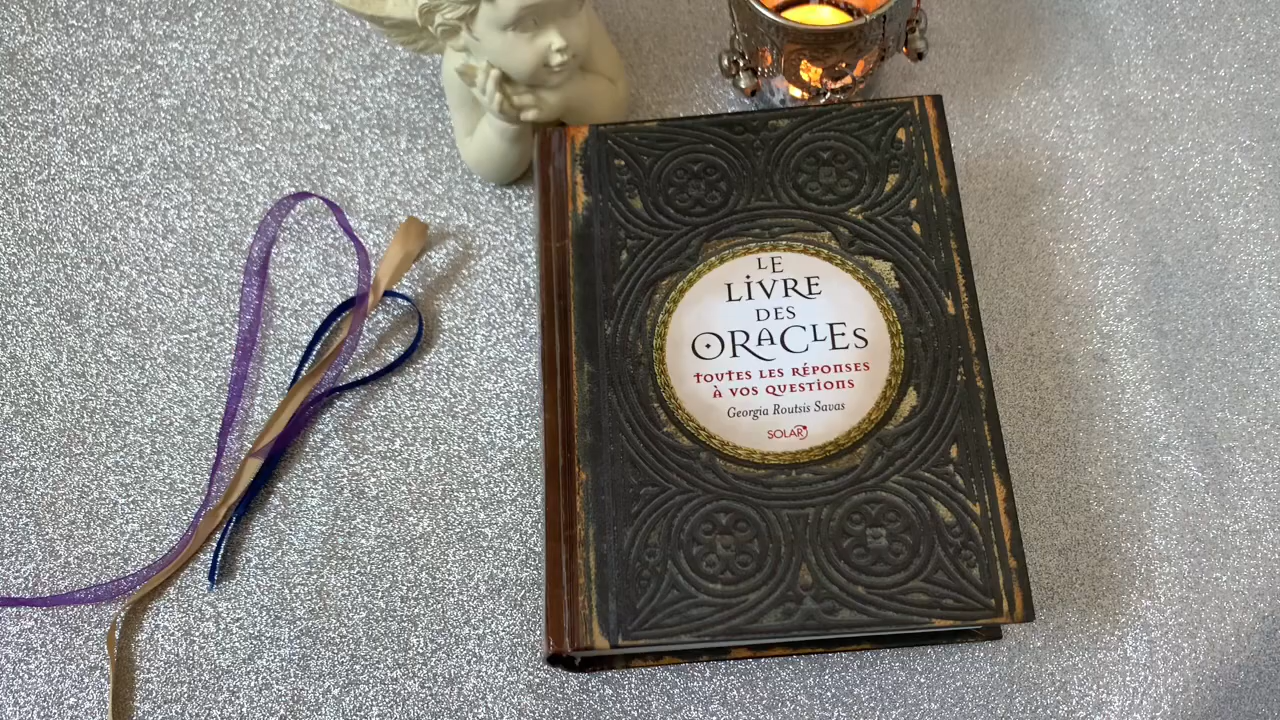 LE
LIVRE
DES
ORACLES
TOUTES LES RÉPONSES
À VOS QUESTIONS
Georgia Routsis Savas
SOLAR